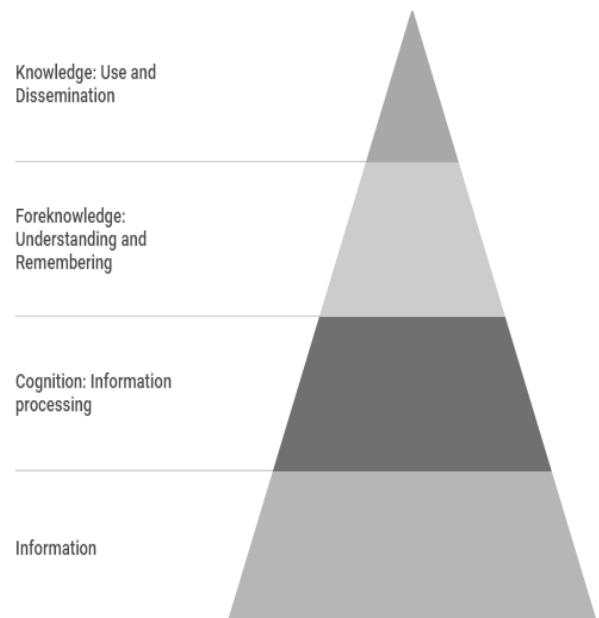 Knowledge: Use and
Dissemination
Foreknowledge:
Understanding and
Remembering
Cognition: Information
processing
Information